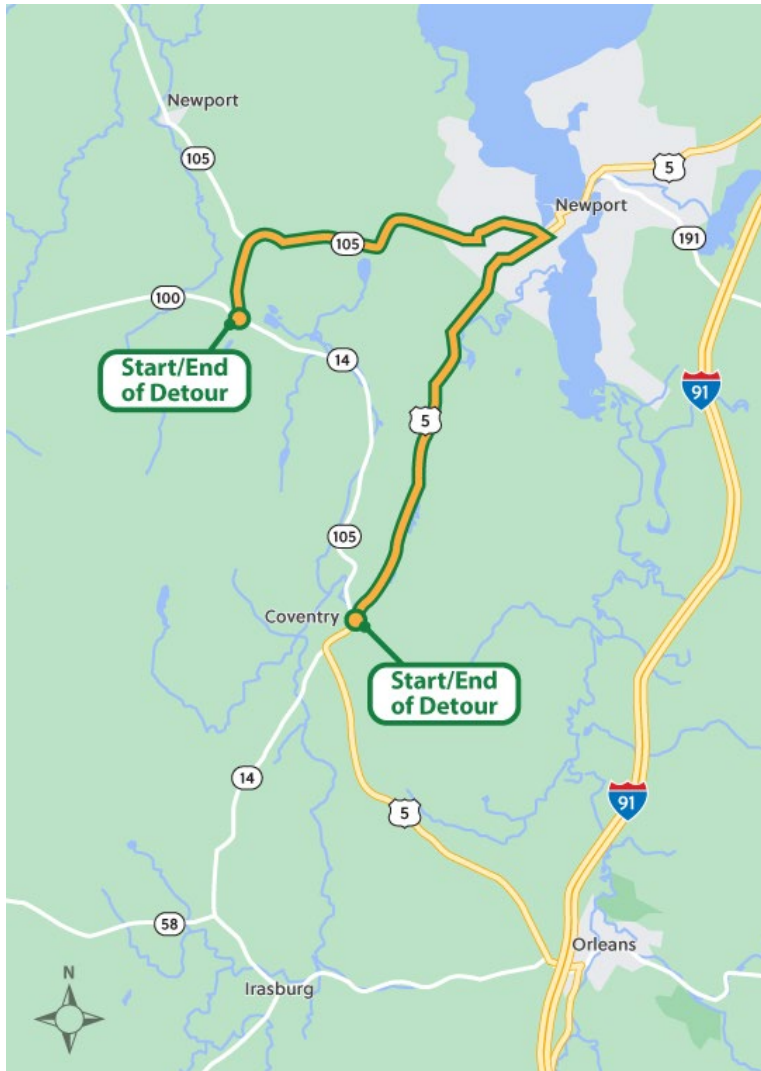 Newport
105
5
Newport
191
105
100
Start/End
of Detour
14
91
5
105
Coventry
Start/End
of Detour
14
91
5
58
Orleans
Irasburg
N